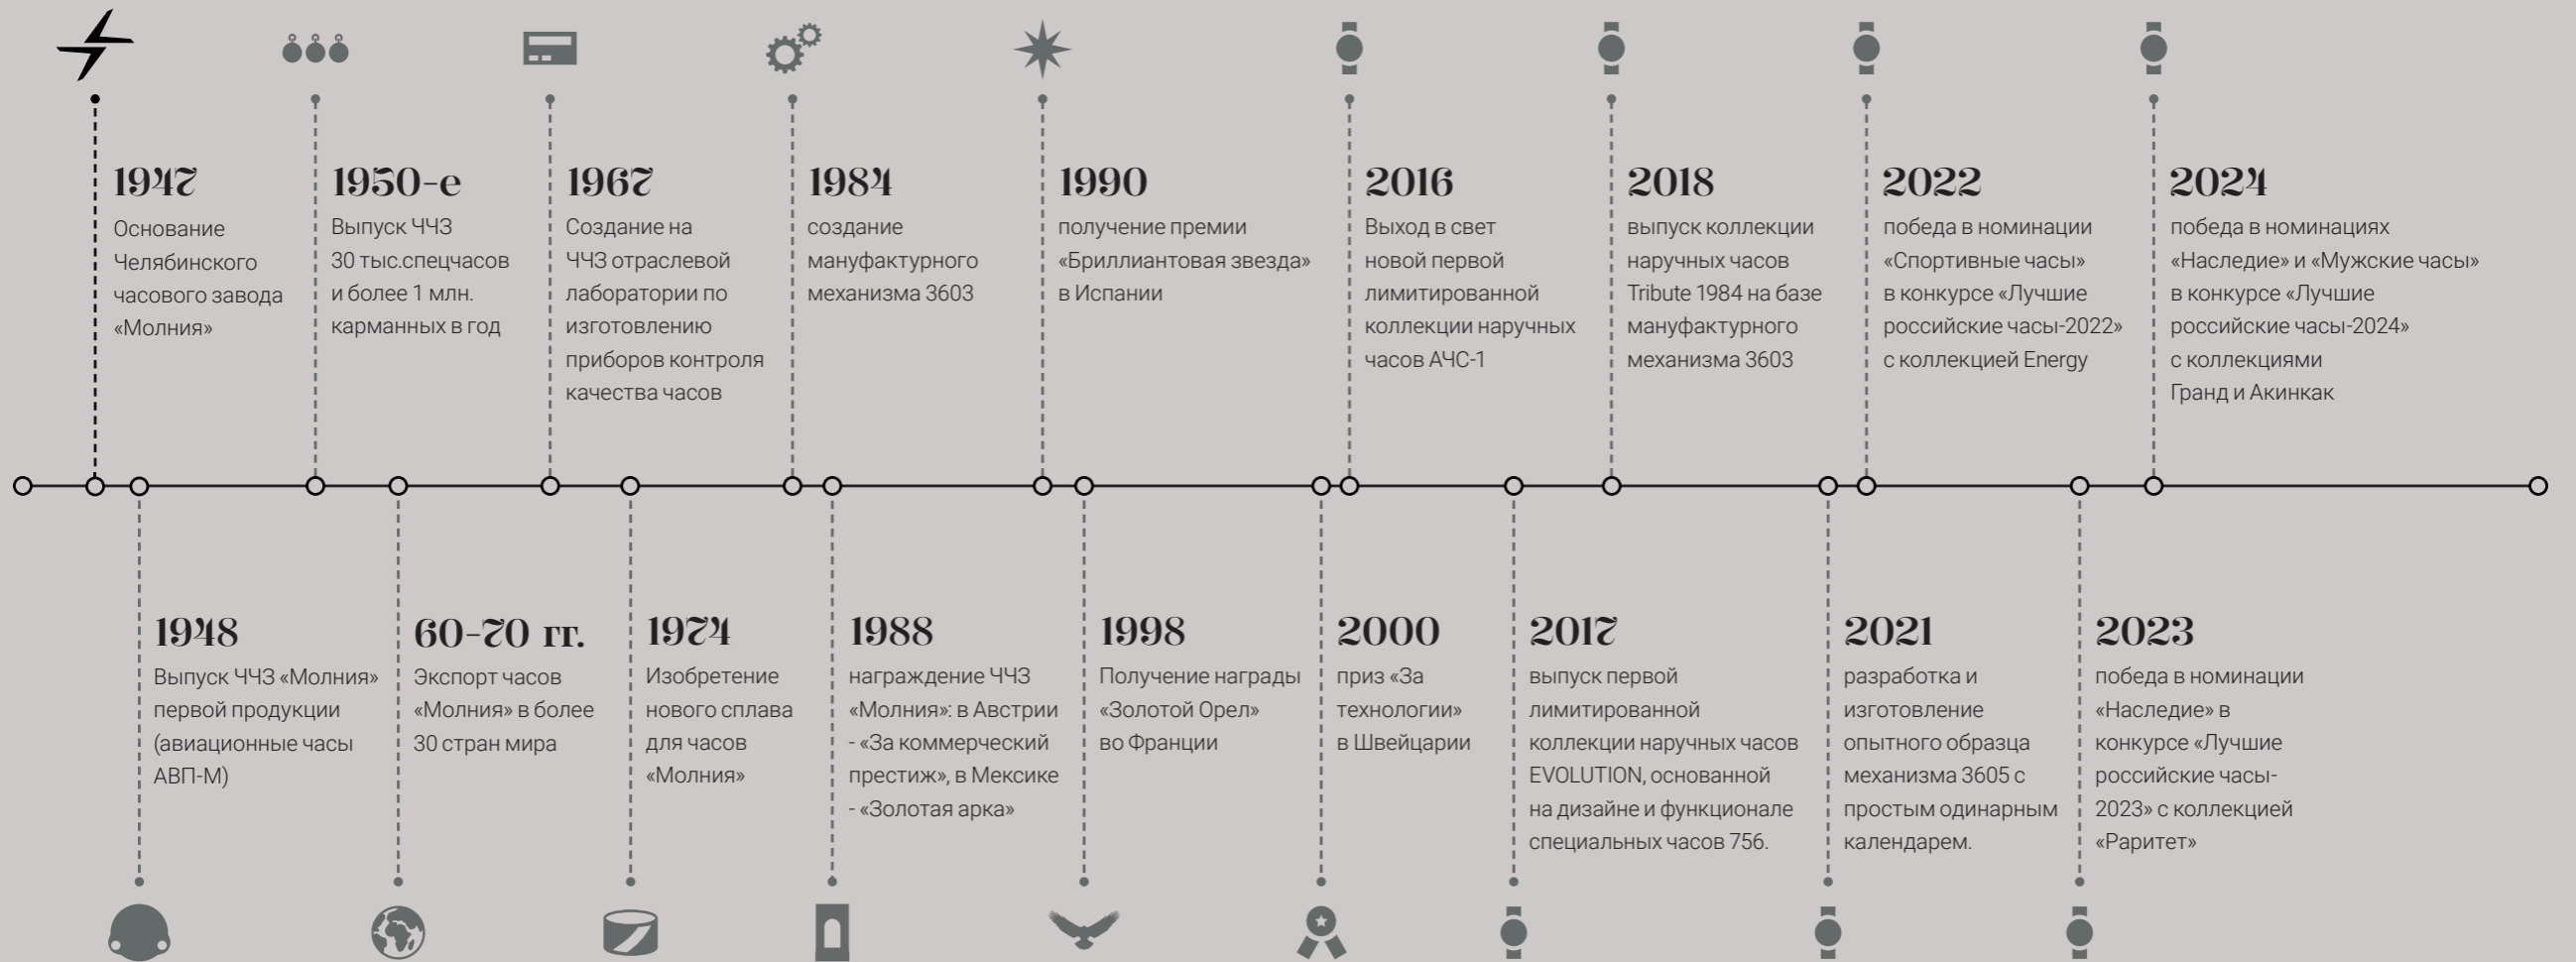 1947
Основание
Челябинского
часового завода
«Молния»
1950-е
Выпуск ЧЧЗ
30 тыс.спецчасов
и более 1 млн.
карманных в год
1967
Создание на
ЧЧЗ отраслевой
лаборатории по
изготовлению
приборов контроля
качества часов
1984
создание
мануфактурного
механизма 3603
1990
получение премии
«Бриллиантовая звезда»
в Испании
2016
Выход в свет
новой первой
лимитированной
коллекции наручных
часов АЧС-1
2018
выпуск коллекции
наручных часов
Tribute 1984 на базе
мануфактурного
механизма 3603
2022
победа в номинации
«Спортивные часы»
в конкурсе «Лучшие
российские часы-2022»
с коллекцией Energy
2024
победа в номинациях
«Наследие» и «Мужские часы»
в конкурсе «Лучшие
российские часы-2024»
с коллекциями
Гранд и Акинкак
1948
Выпуск ЧЧЗ «Молния»
первой продукции
(авиационные часы
АВП-М)
60-70 гг.
Экспорт часов
«Молния» в более
30 стран мира
1974
Изобретение
нового сплава
для часов
«Молния»
1988
награждение ЧЧЗ
«Молния»: в Австрии
- «За коммерческий
престиж», в Мексике
- «Золотая арка»
1998
Получение награды
«Золотой Орел»
во Франции
2000
приз «За
технологии»
в Швейцарии
2017
выпуск первой
лимитированной
коллекции наручных часов
EVOLUTION, основанной
на дизайне и функционале
специальных часов 756.
2021
разработка и
изготовление
опытного образца
механизма 3605 с
простым одинарным
календарем.
2023
победа в номинации
«Наследие» в
конкурсе «Лучшие
российские часы-
2023» с коллекцией
«Раритет»